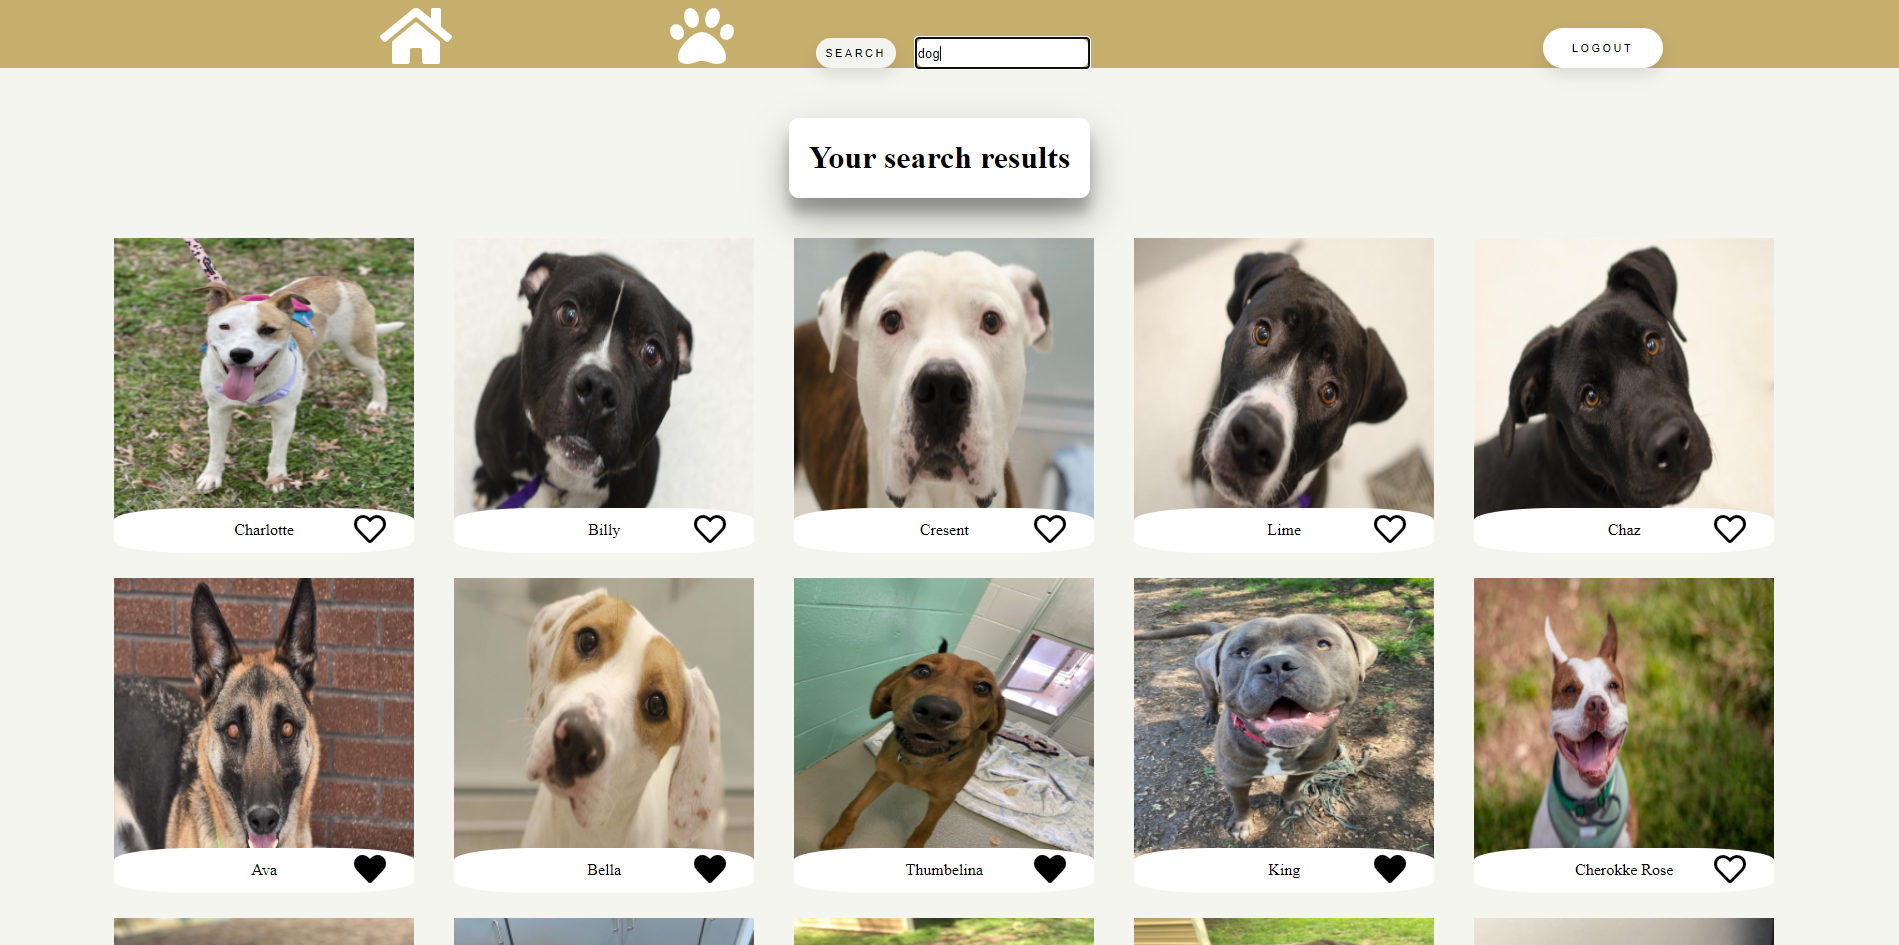 SEARCH
dog
LOGOUT
Your search results
Charlotte
Billy
Cresent
Lime
Chaz
Ava
Bella
Thumbelina
King
Cherokke Rose